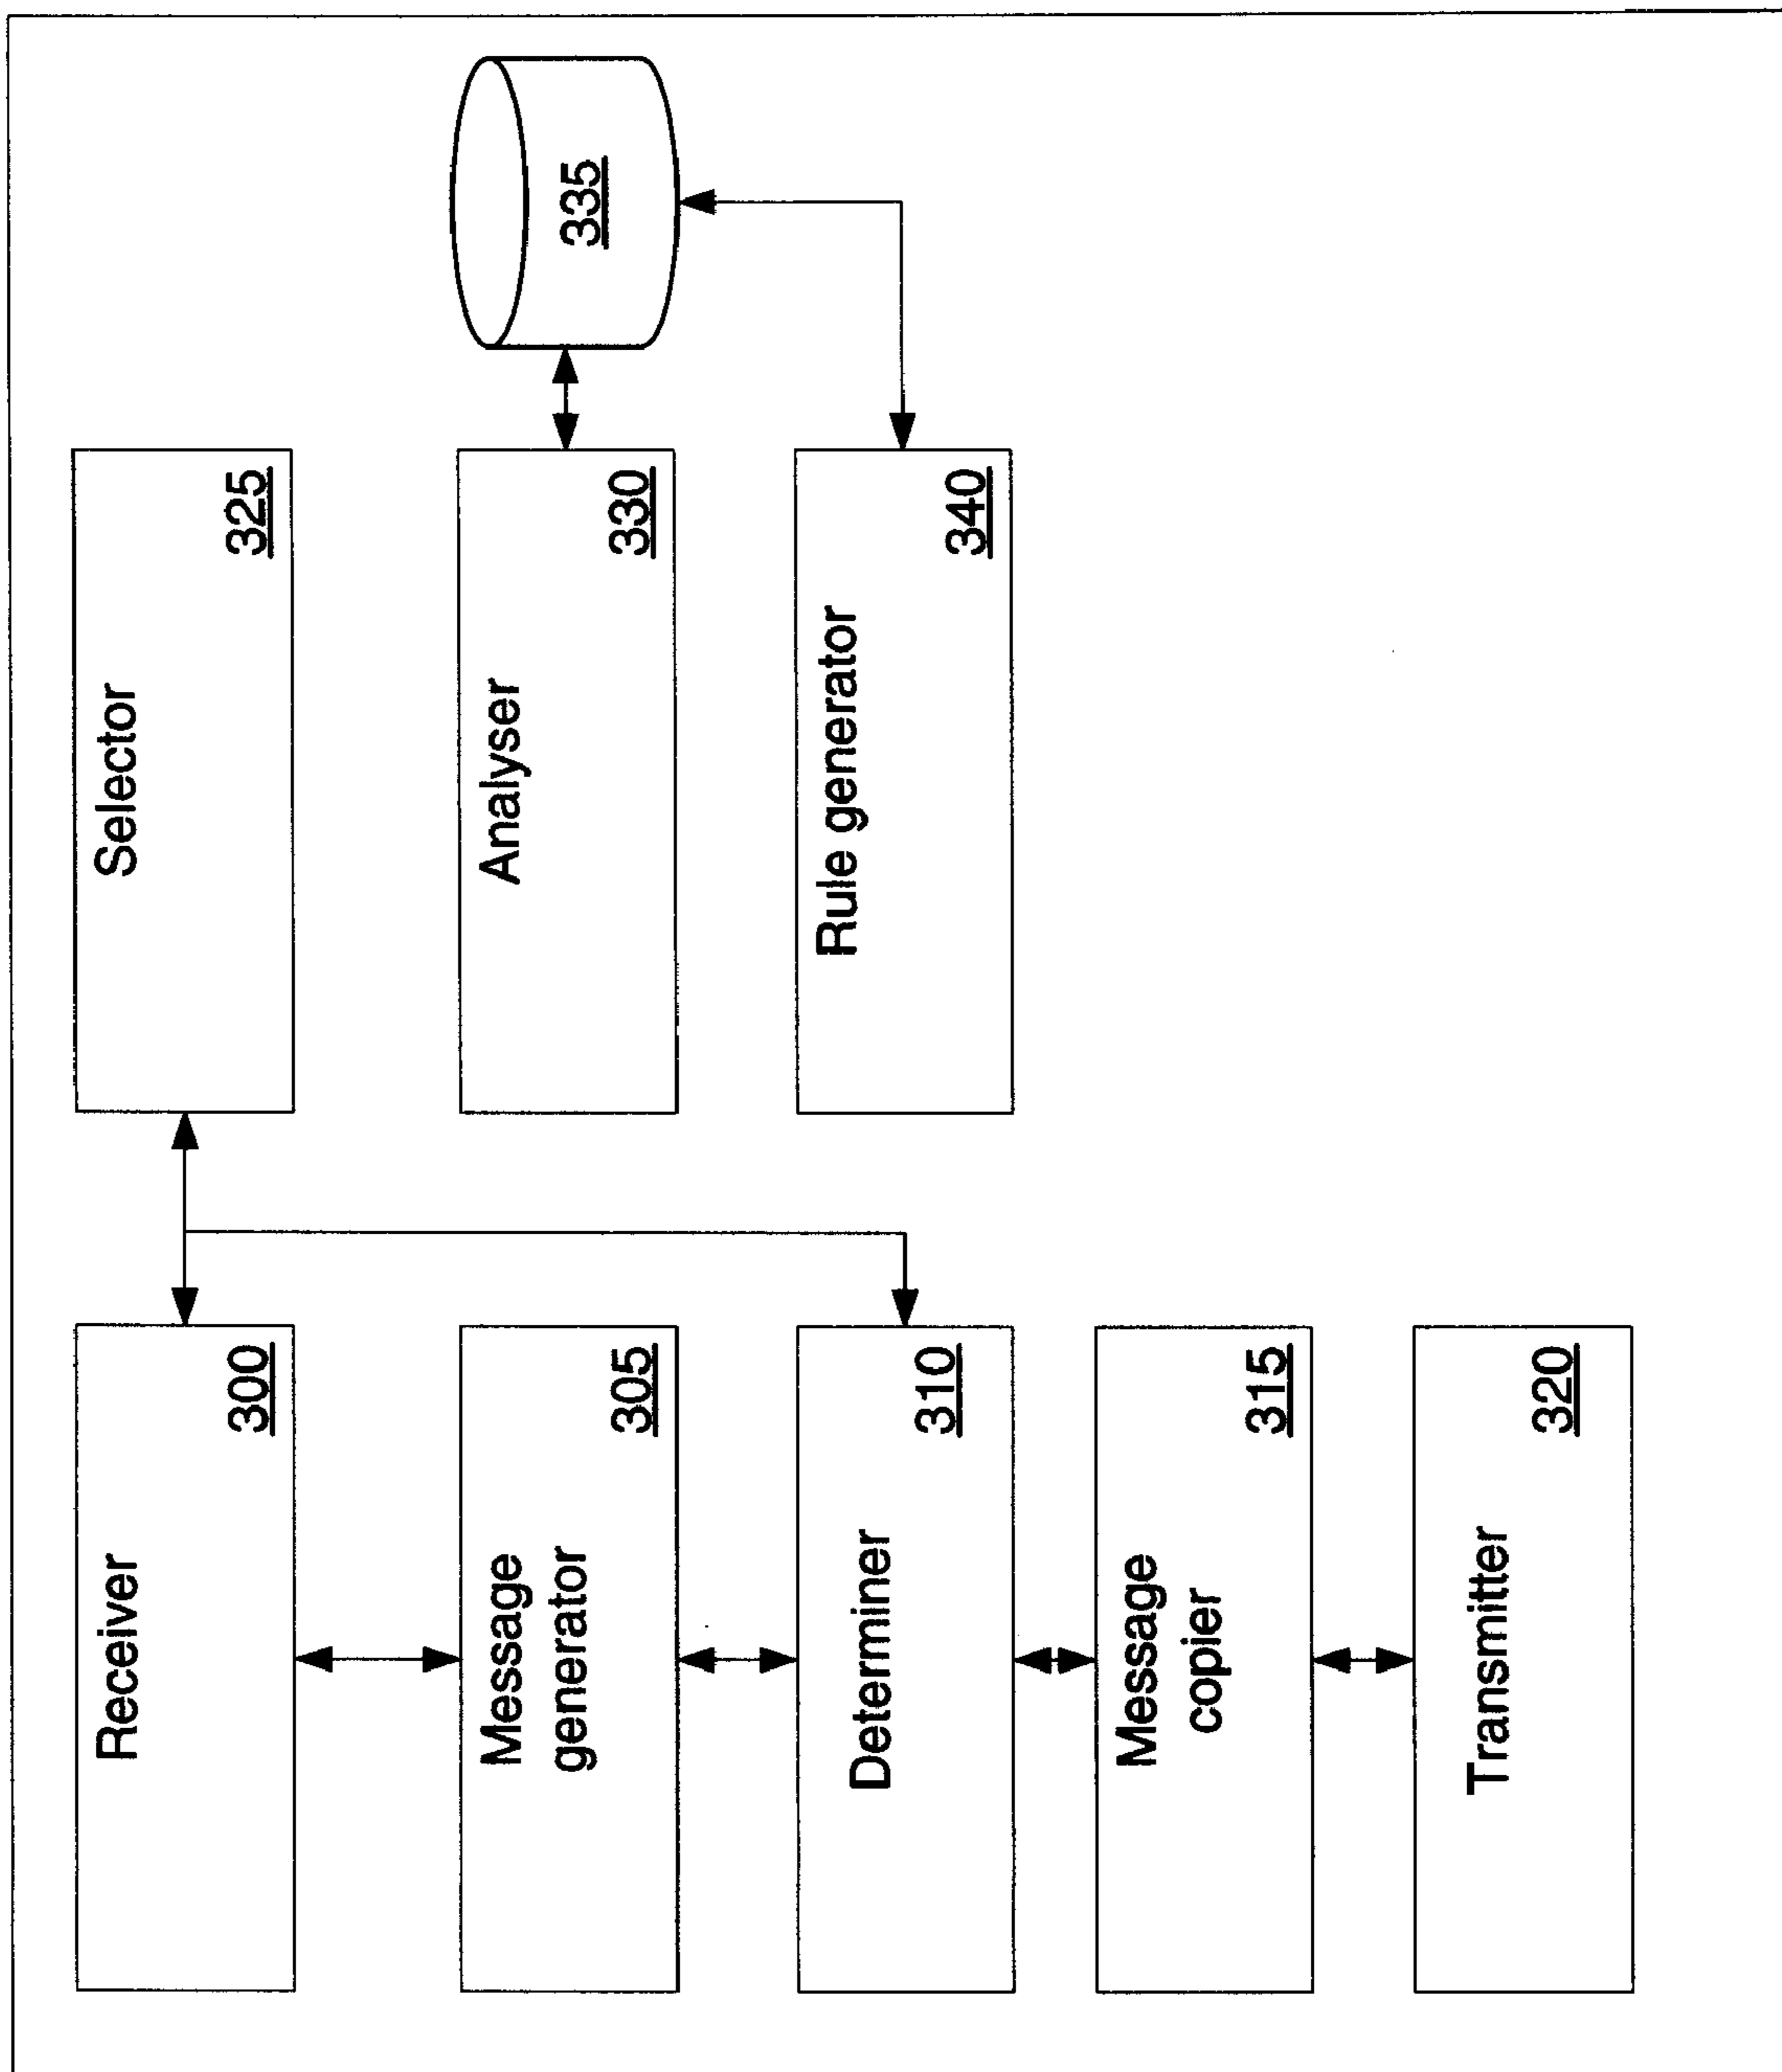 Receiver
300
Message
generator
305
Determiner
310
Message
copier
315
Transmitter
320
Selector
325
Analyser
330
335
Rule generator
340